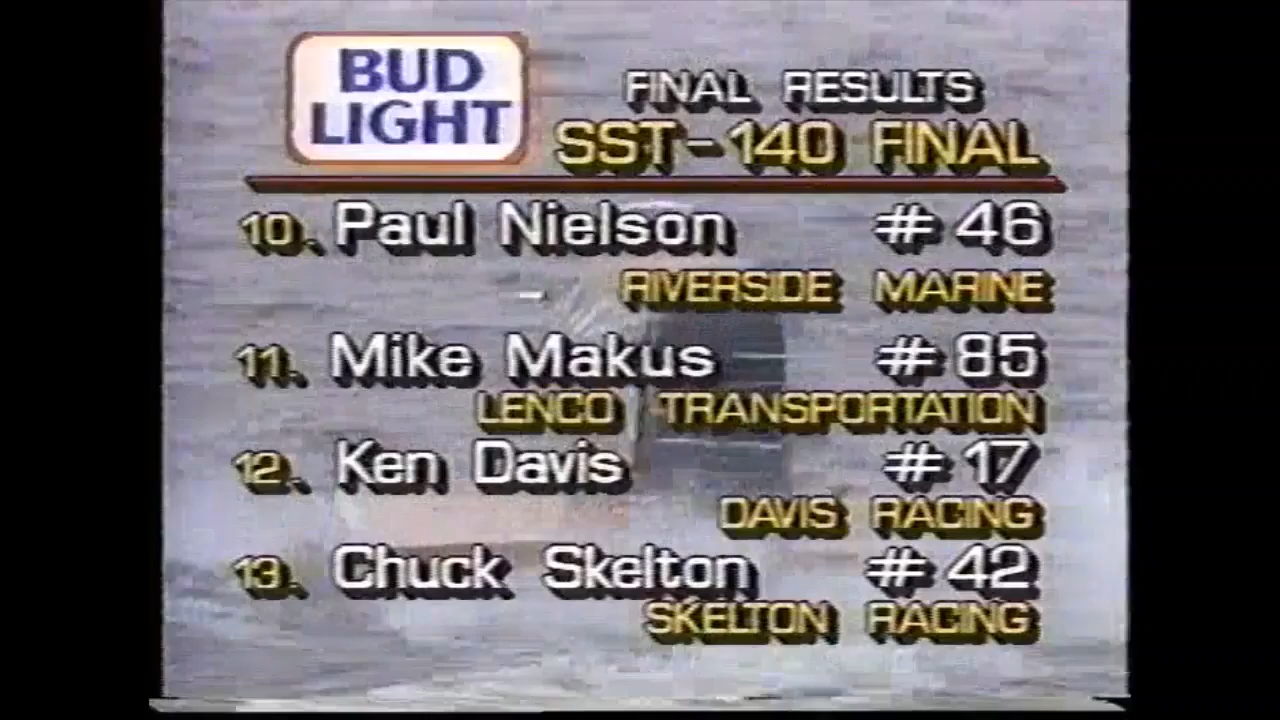 BUD
LIGHT
FINAL RESULTS
SST-140 FINAL
10. Paul Nielson # 46
RIVERSIDE MARINE
11. Mike Makus # 85
LENCO TRANSPORTATION
12. Ken Davis # 17
DAVIS RACING
13. Chuck Skelton # 42
SKELTON RACING